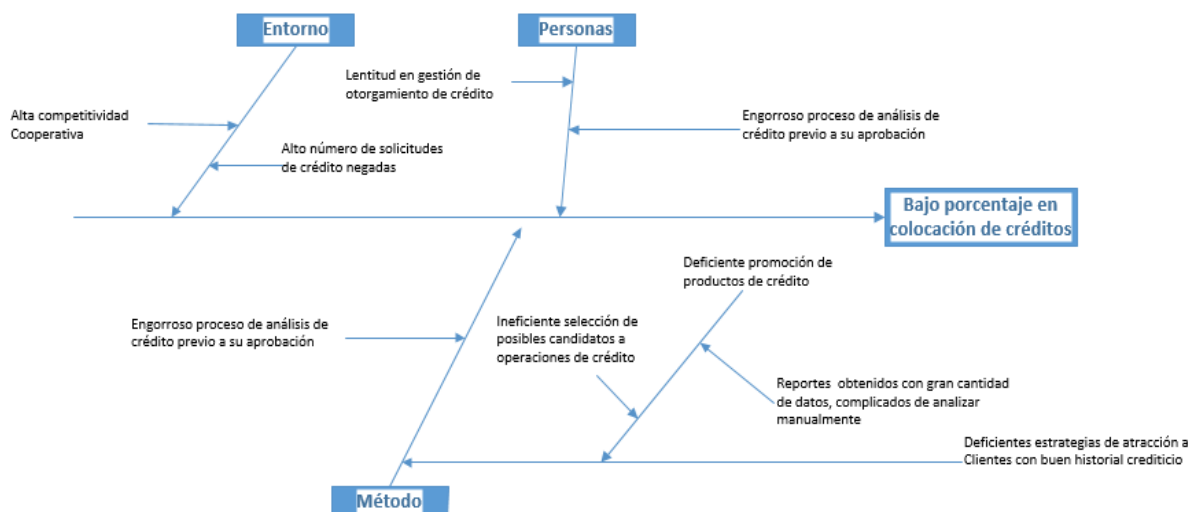 Entorno
Personas
Lentitud en gestión de
otorgamiento de crédito
Alta competitividad
Cooperativa
Engorroso proceso de análisis de
crédito previo a su aprobación
Alto número de solicitudes
de crédito negadas
Bajo porcentaje en
colocación de créditos
Deficiente promoción de
productos de crédito
Engorroso proceso de análisis de
crédito previo a su aprobación
Ineficiente selección de
posibles candidatos a
operaciones de crédito
Reportes obtenidos con gran cantidad
de datos, complicados de analizar
manualmente
Deficientes estrategias de atracción a
Clientes con buen historial crediticio
Método